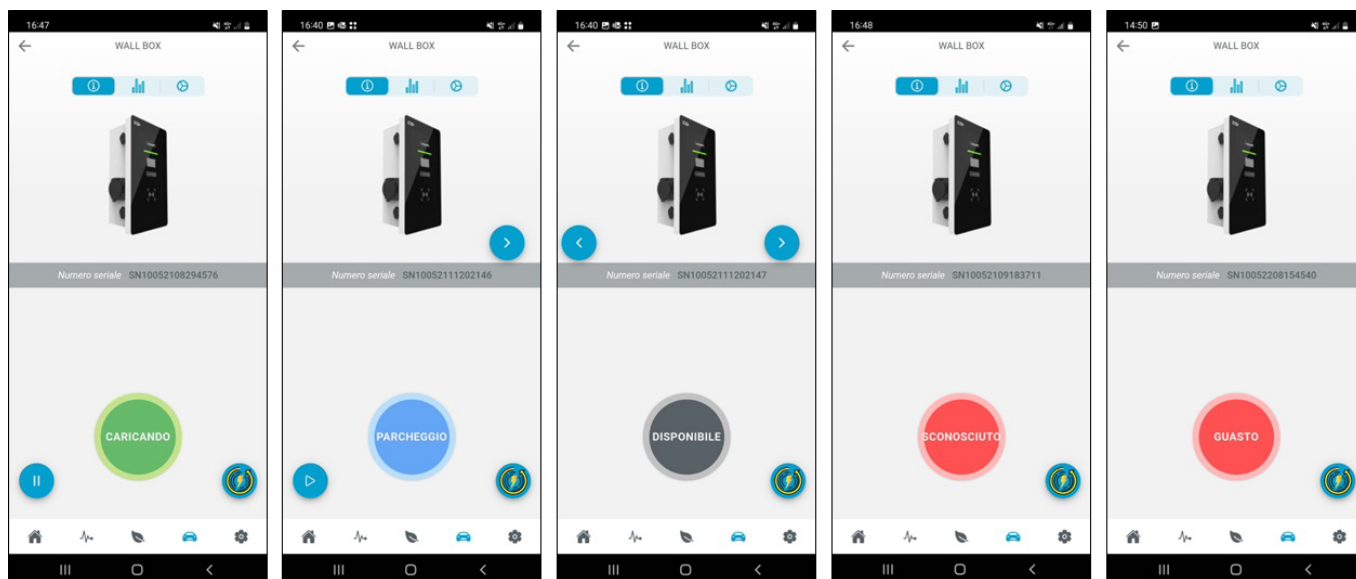 16:47
WALL BOX
Numero seriale SN10052108294576
CARICANDO
16:40
WALL BOX
Numero seriale SN10052111202146
PARCHEGGIO
16:40
WALL BOX
Numero seriale SN10052111202147
DISPONIBILE
16:48
WALL BOX
Numero seriale SN10052109183711
SCONOSCIUTO
14:50
WALL BOX
Numero seriale SN10052208154540
GUASTO